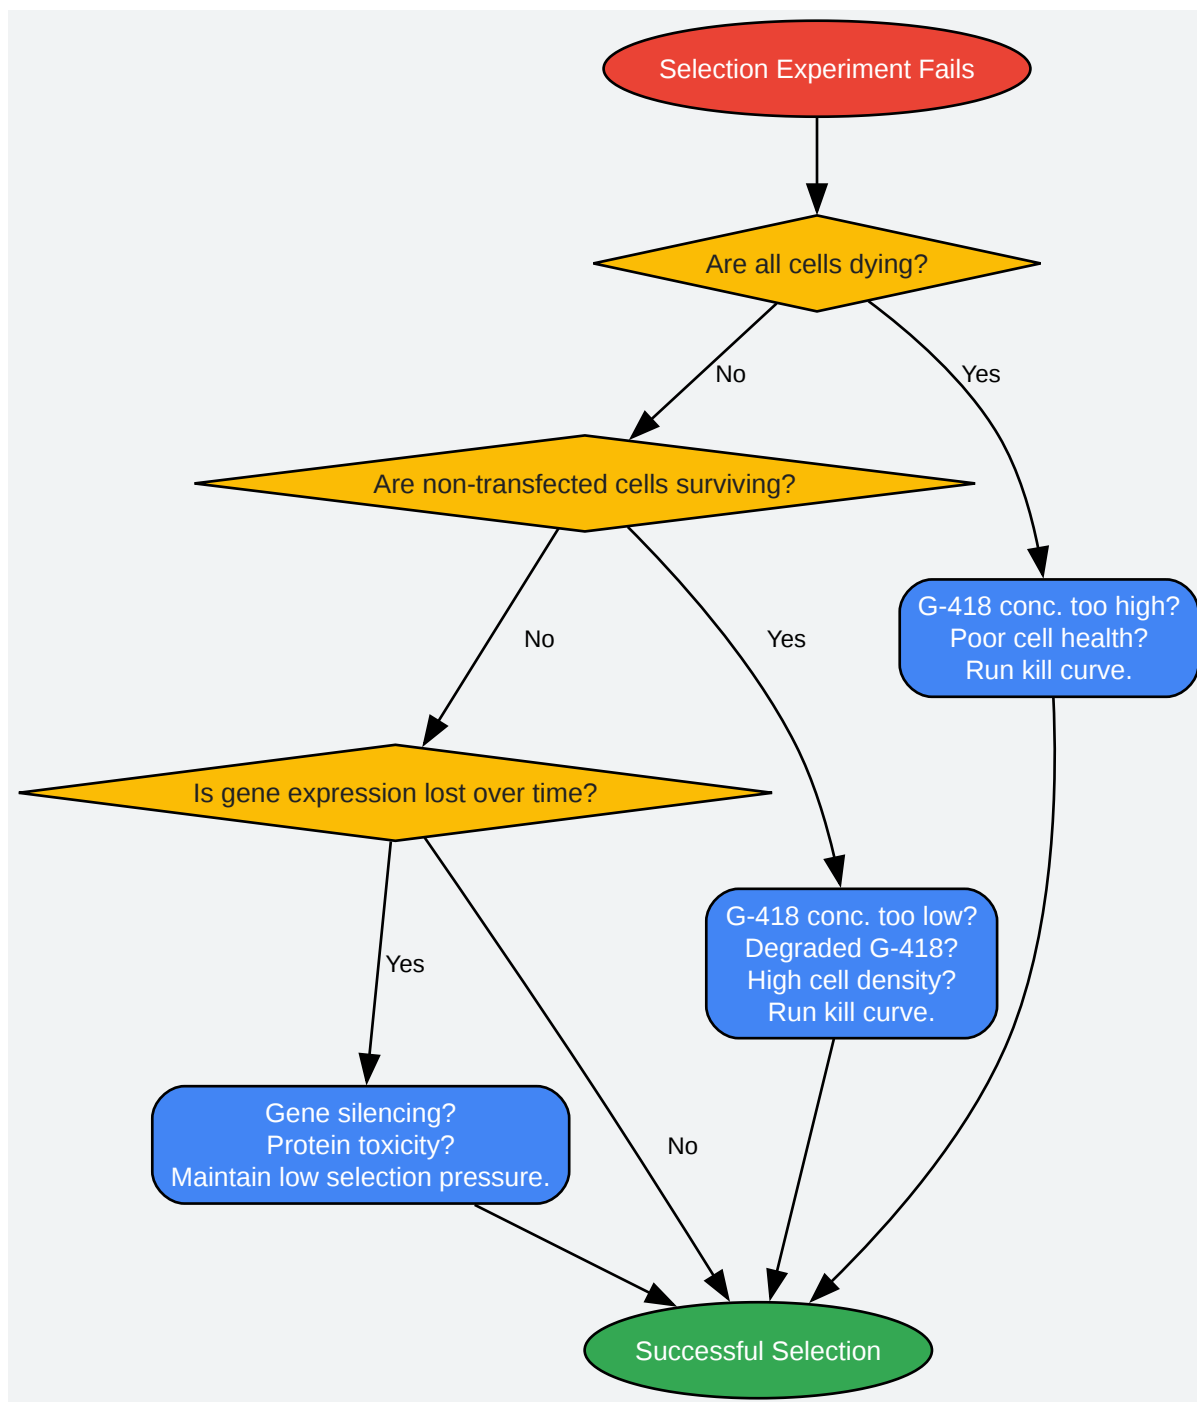 Selection Experiment Fails
Are all cells dying?
No
Yes
Are non-transfected cells surviving?
G-418 conc. too high?
Poor cell health?
Run kill curve.
No
Yes
Is gene expression lost over time?
G-418 conc. too low?
Degraded G-418?
High cell density?
Run kill curve.
Yes
Gene silencing?
Protein toxicity?
Maintain low selection pressure.
No
Successful Selection